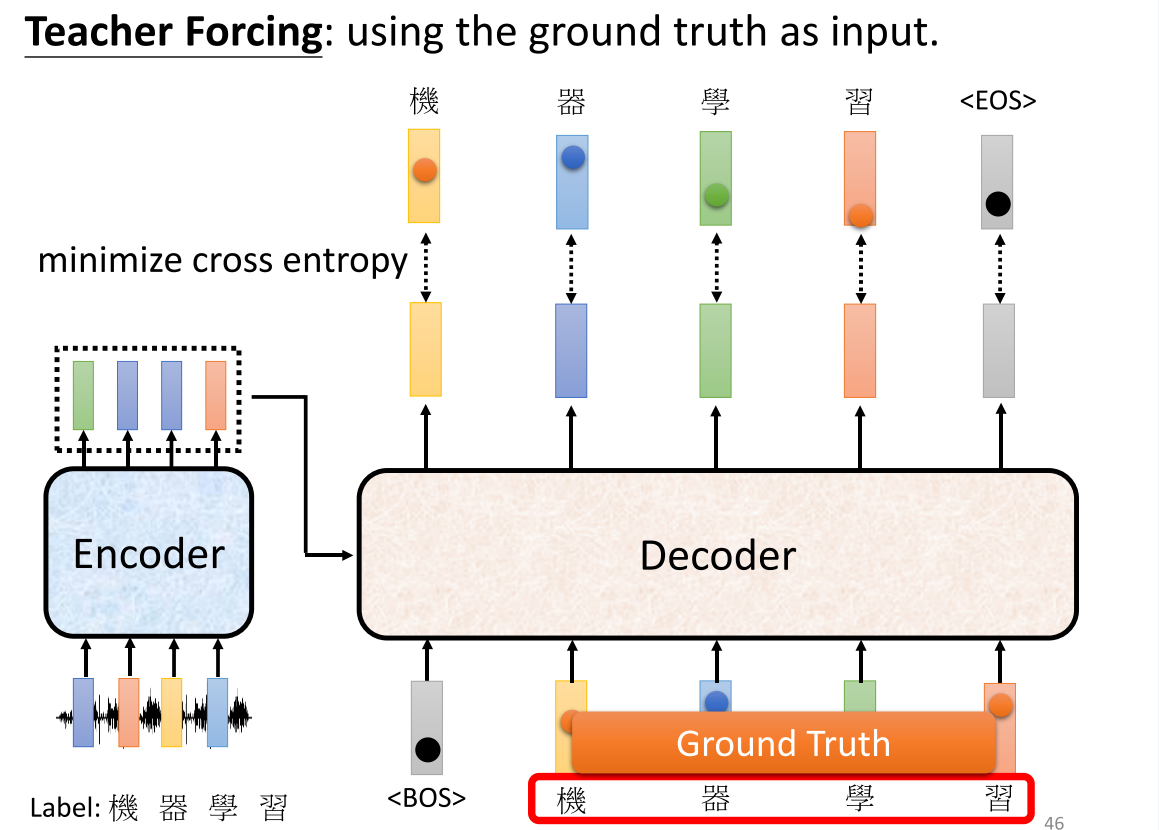 Teacher Forcing: using the ground truth as input.
機 器 學 習 <EOS>
minimize cross entropy
Encoder
Decoder
Ground Truth
Label: 機 器 學 習
<BOS> 機 器 學 習
46